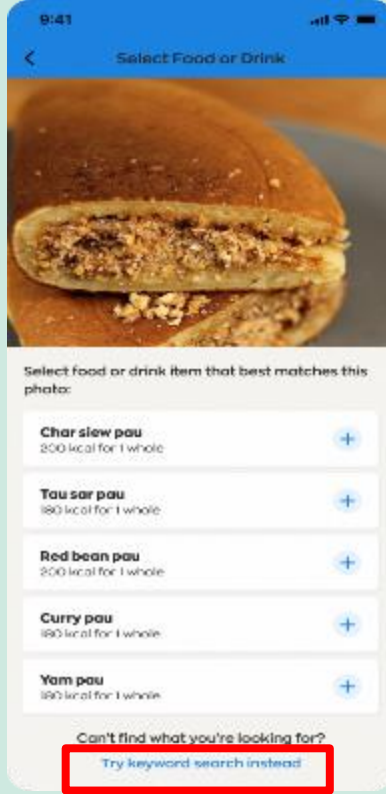 9:41
Select Food or Drink
Select food or drink item that best matches this
photo:
Char siew pau
200 kcal for 1 whole
Tau sar pau
180 kcal for 1 whole
Red bean pau
200 kcal for 1 whole
Curry pau
180 kcal for 1 whole
Yam pau
180 kcal for 1 whole
Can't find what you're looking for?
Try keyword search instead